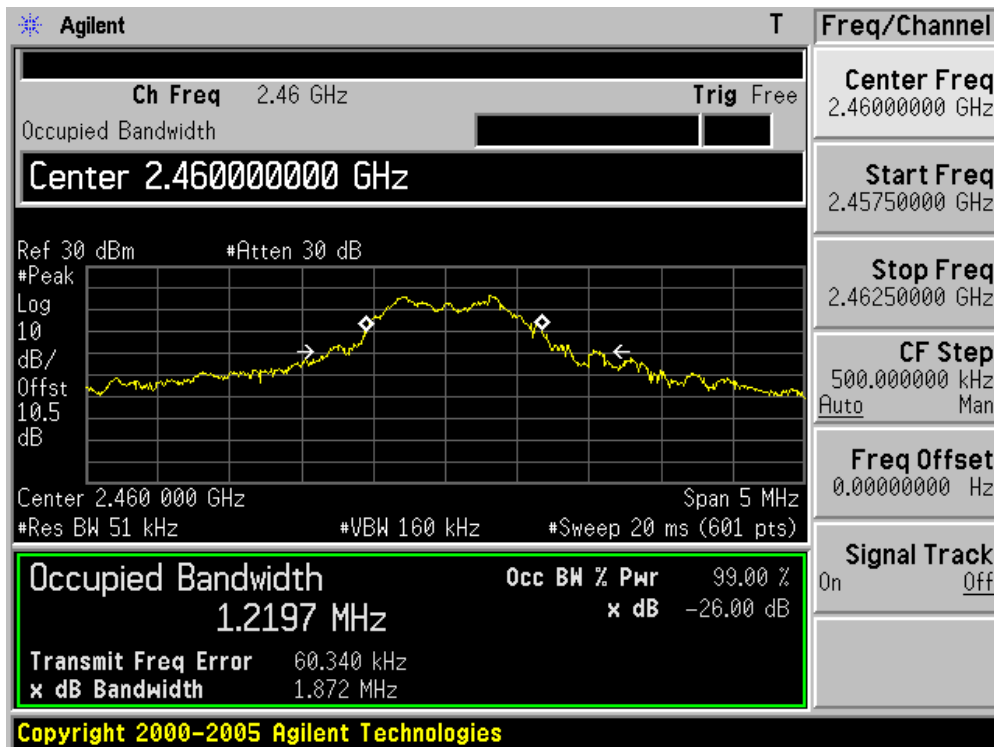 Agilent T
Ch Freq 2.46 GHz Trig Free
Occupied Bandwidth
Center 2.460000000 GHz
Ref 30 dBm #Atten 30 dB
#Peak
Log
10
dB/
Offst
10.5
dB
Center 2.460 000 GHz Span 5 MHz
#Res BW 51 kHz #VBW 160 kHz #Sweep 20 ms (601 pts)
Occupied Bandwidth
1.2197 MHz
Occ BW % Pwr 99.00 %
x dB -26.00 dB
Transmit Freq Error 60.340 kHz
x dB Bandwidth 1.872 MHz
Copyright 2000-2005 Agilent Technologies
Freq/Channel
Center Freq
2.46000000 GHz
Start Freq
2.45750000 GHz
Stop Freq
2.46250000 GHz
CF Step
500.000000 kHz
Auto Man
Freq Offset
0.00000000 Hz
Signal Track
On Off